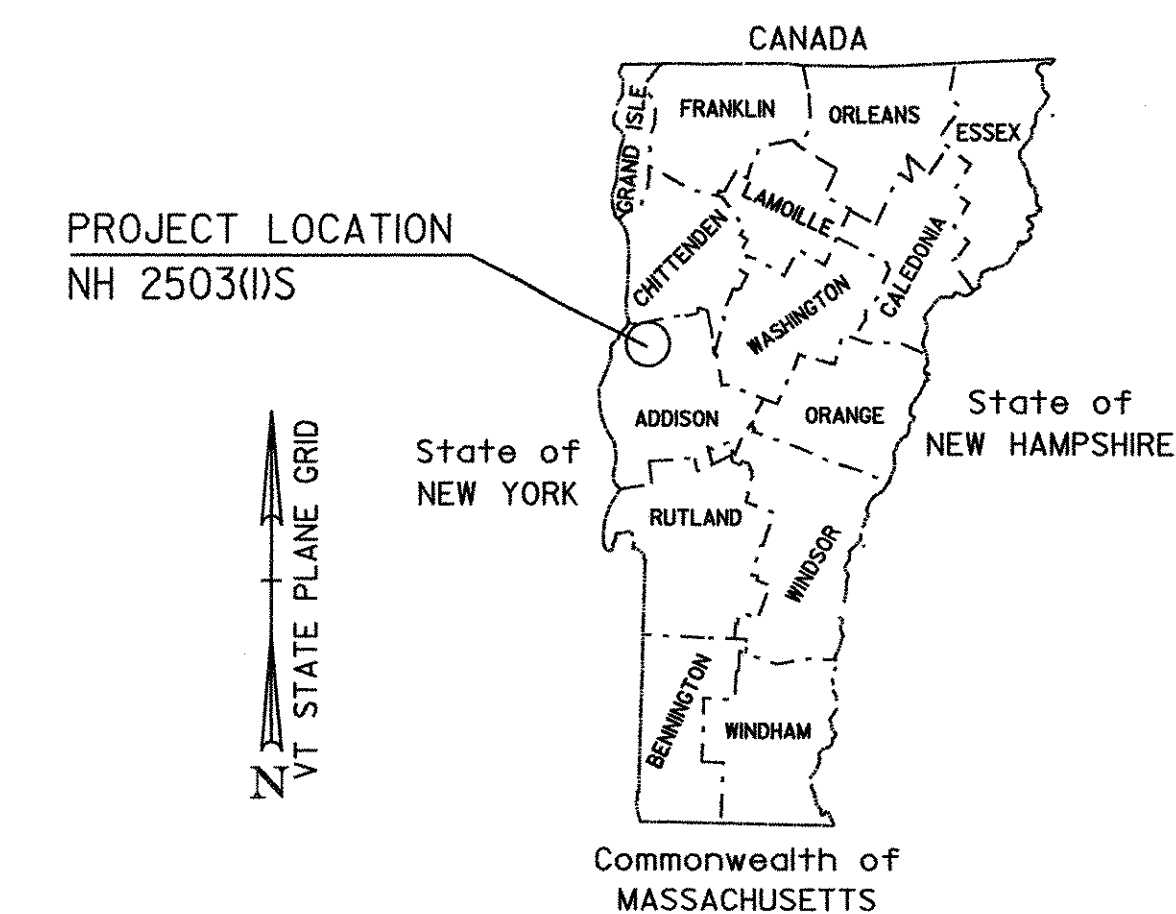 CANADA
GRAND ISLE
FRANKLIN
ORLEANS
ESSEX
PROJECT LOCATION
NH 2503(1)S
CHITTENDEN
LAMOILLE
WASHINGTON
CALEDONIA
ADDISON
ORANGE
State of
NEW HAMPSHIRE
State of
NEW YORK
VT STATE PLANE GRID
N
RUTLAND
WINDSOR
BENNINGTON
WINDHAM
Commonwealth of
MASSACHUSETTS